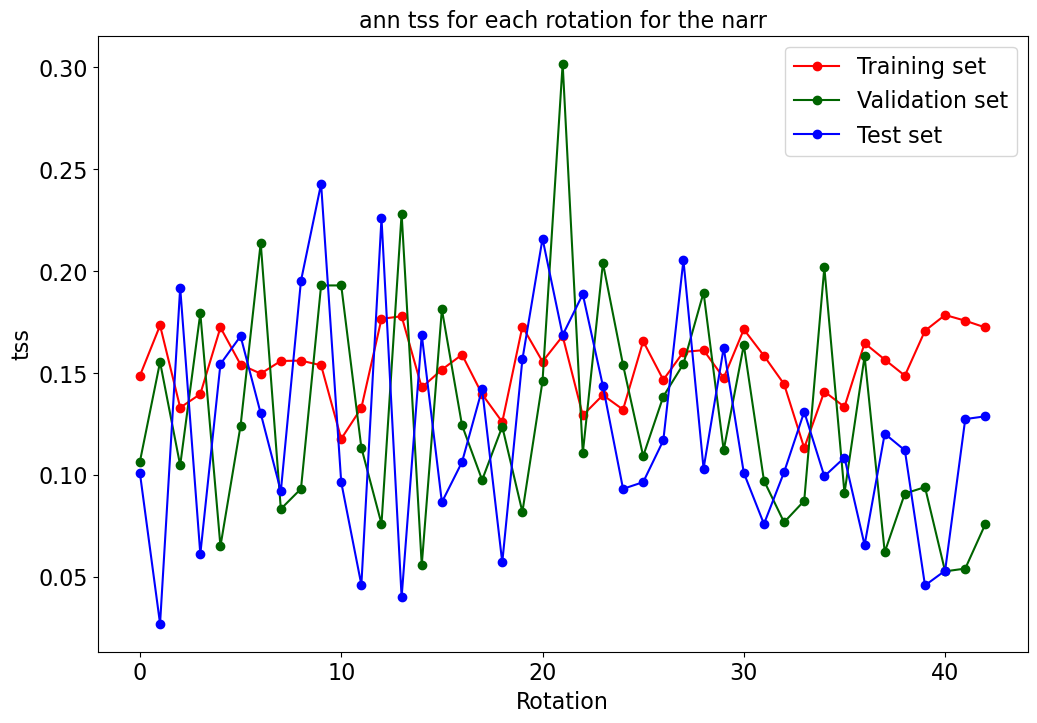 ann tss for each rotation for the narr
Training set
Validation set
Test set
0.30
0.25
0.20
0.15
0.10
0.05
tss
0 10 20 30 40
Rotation